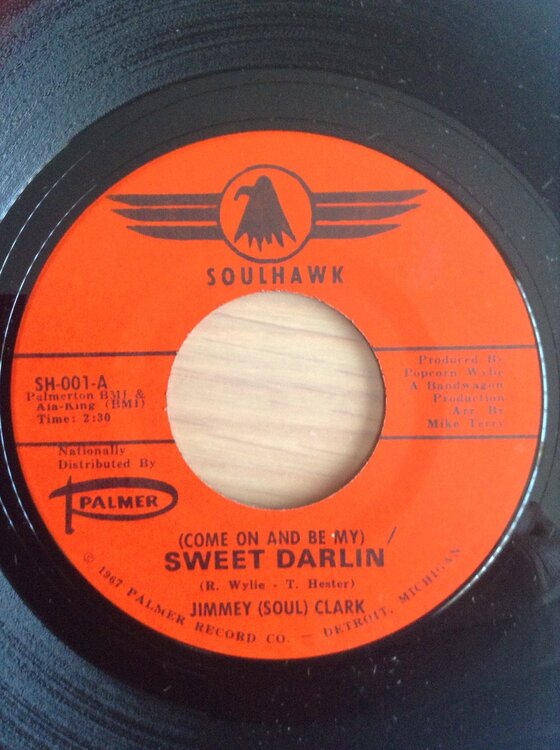 SOULHAWK
SH-001-A
Palmerton BMI &
Ala-King (BMI)
Time: 2:30
Produced By
Popcorn Wylie
A Bandwagon
Production
Arr. By
Mike Terry
Nationally
Distributed By
PALMER
(COME ON AND BE MY)
SWEET DARLIN
(R. Wylie - T. Hester)
JIMMEY (SOUL) CLARK
© 1967 PALMER RECORD CO. — DETROIT, MICHIGAN